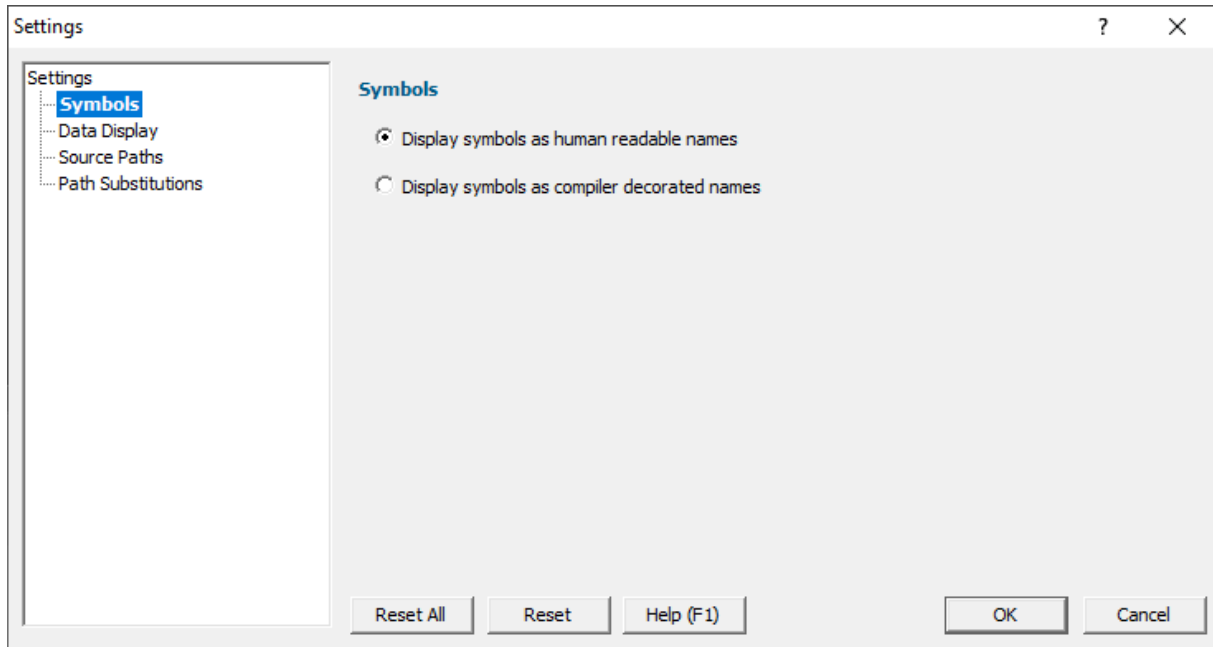 Settings
?
Settings
Symbols
Data Display
Source Paths
Path Substitutions
Symbols
Display symbols as human readable names
Display symbols as compiler decorated names
Reset All
Reset
Help (F1)
OK
Cancel